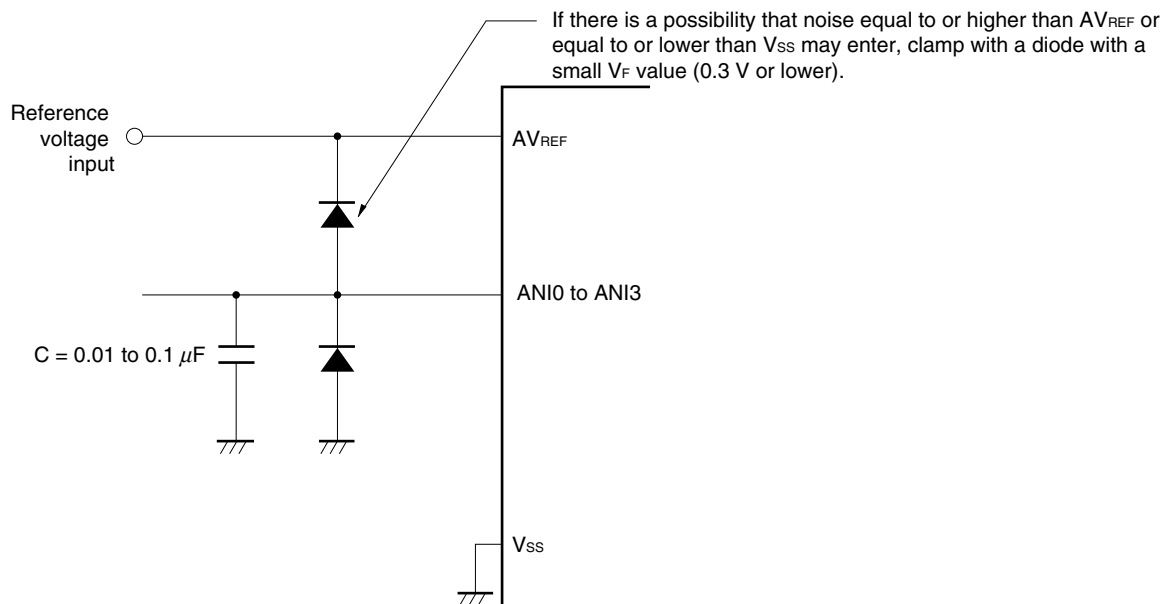 If there is a possibility that noise equal to or higher than AVREF or
equal to or lower than VSS may enter, clamp with a diode with a
small VF value (0.3 V or lower).
Reference
voltage
input
AVREF
ANI0 to ANI3
C = 0.01 to 0.1 μF
VSS